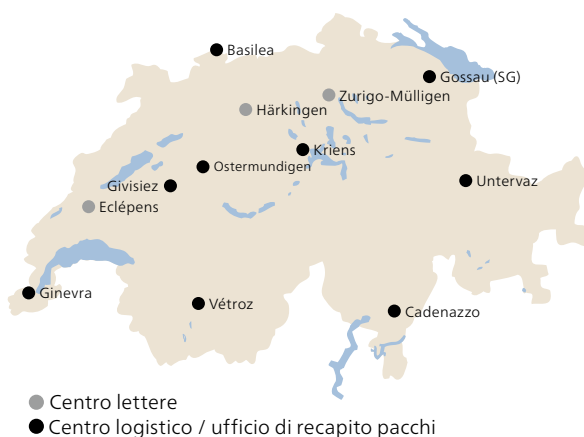 Basilea
Gossau (SG)
Zurigo-Mülligen
Härkingen
Kriens
Ostermundigen
Untervaz
Givisiez
Eclépens
Ginevra
Vétroz
Cadenazzo
Centro lettere
Centro logistico / ufficio di recapito pacchi